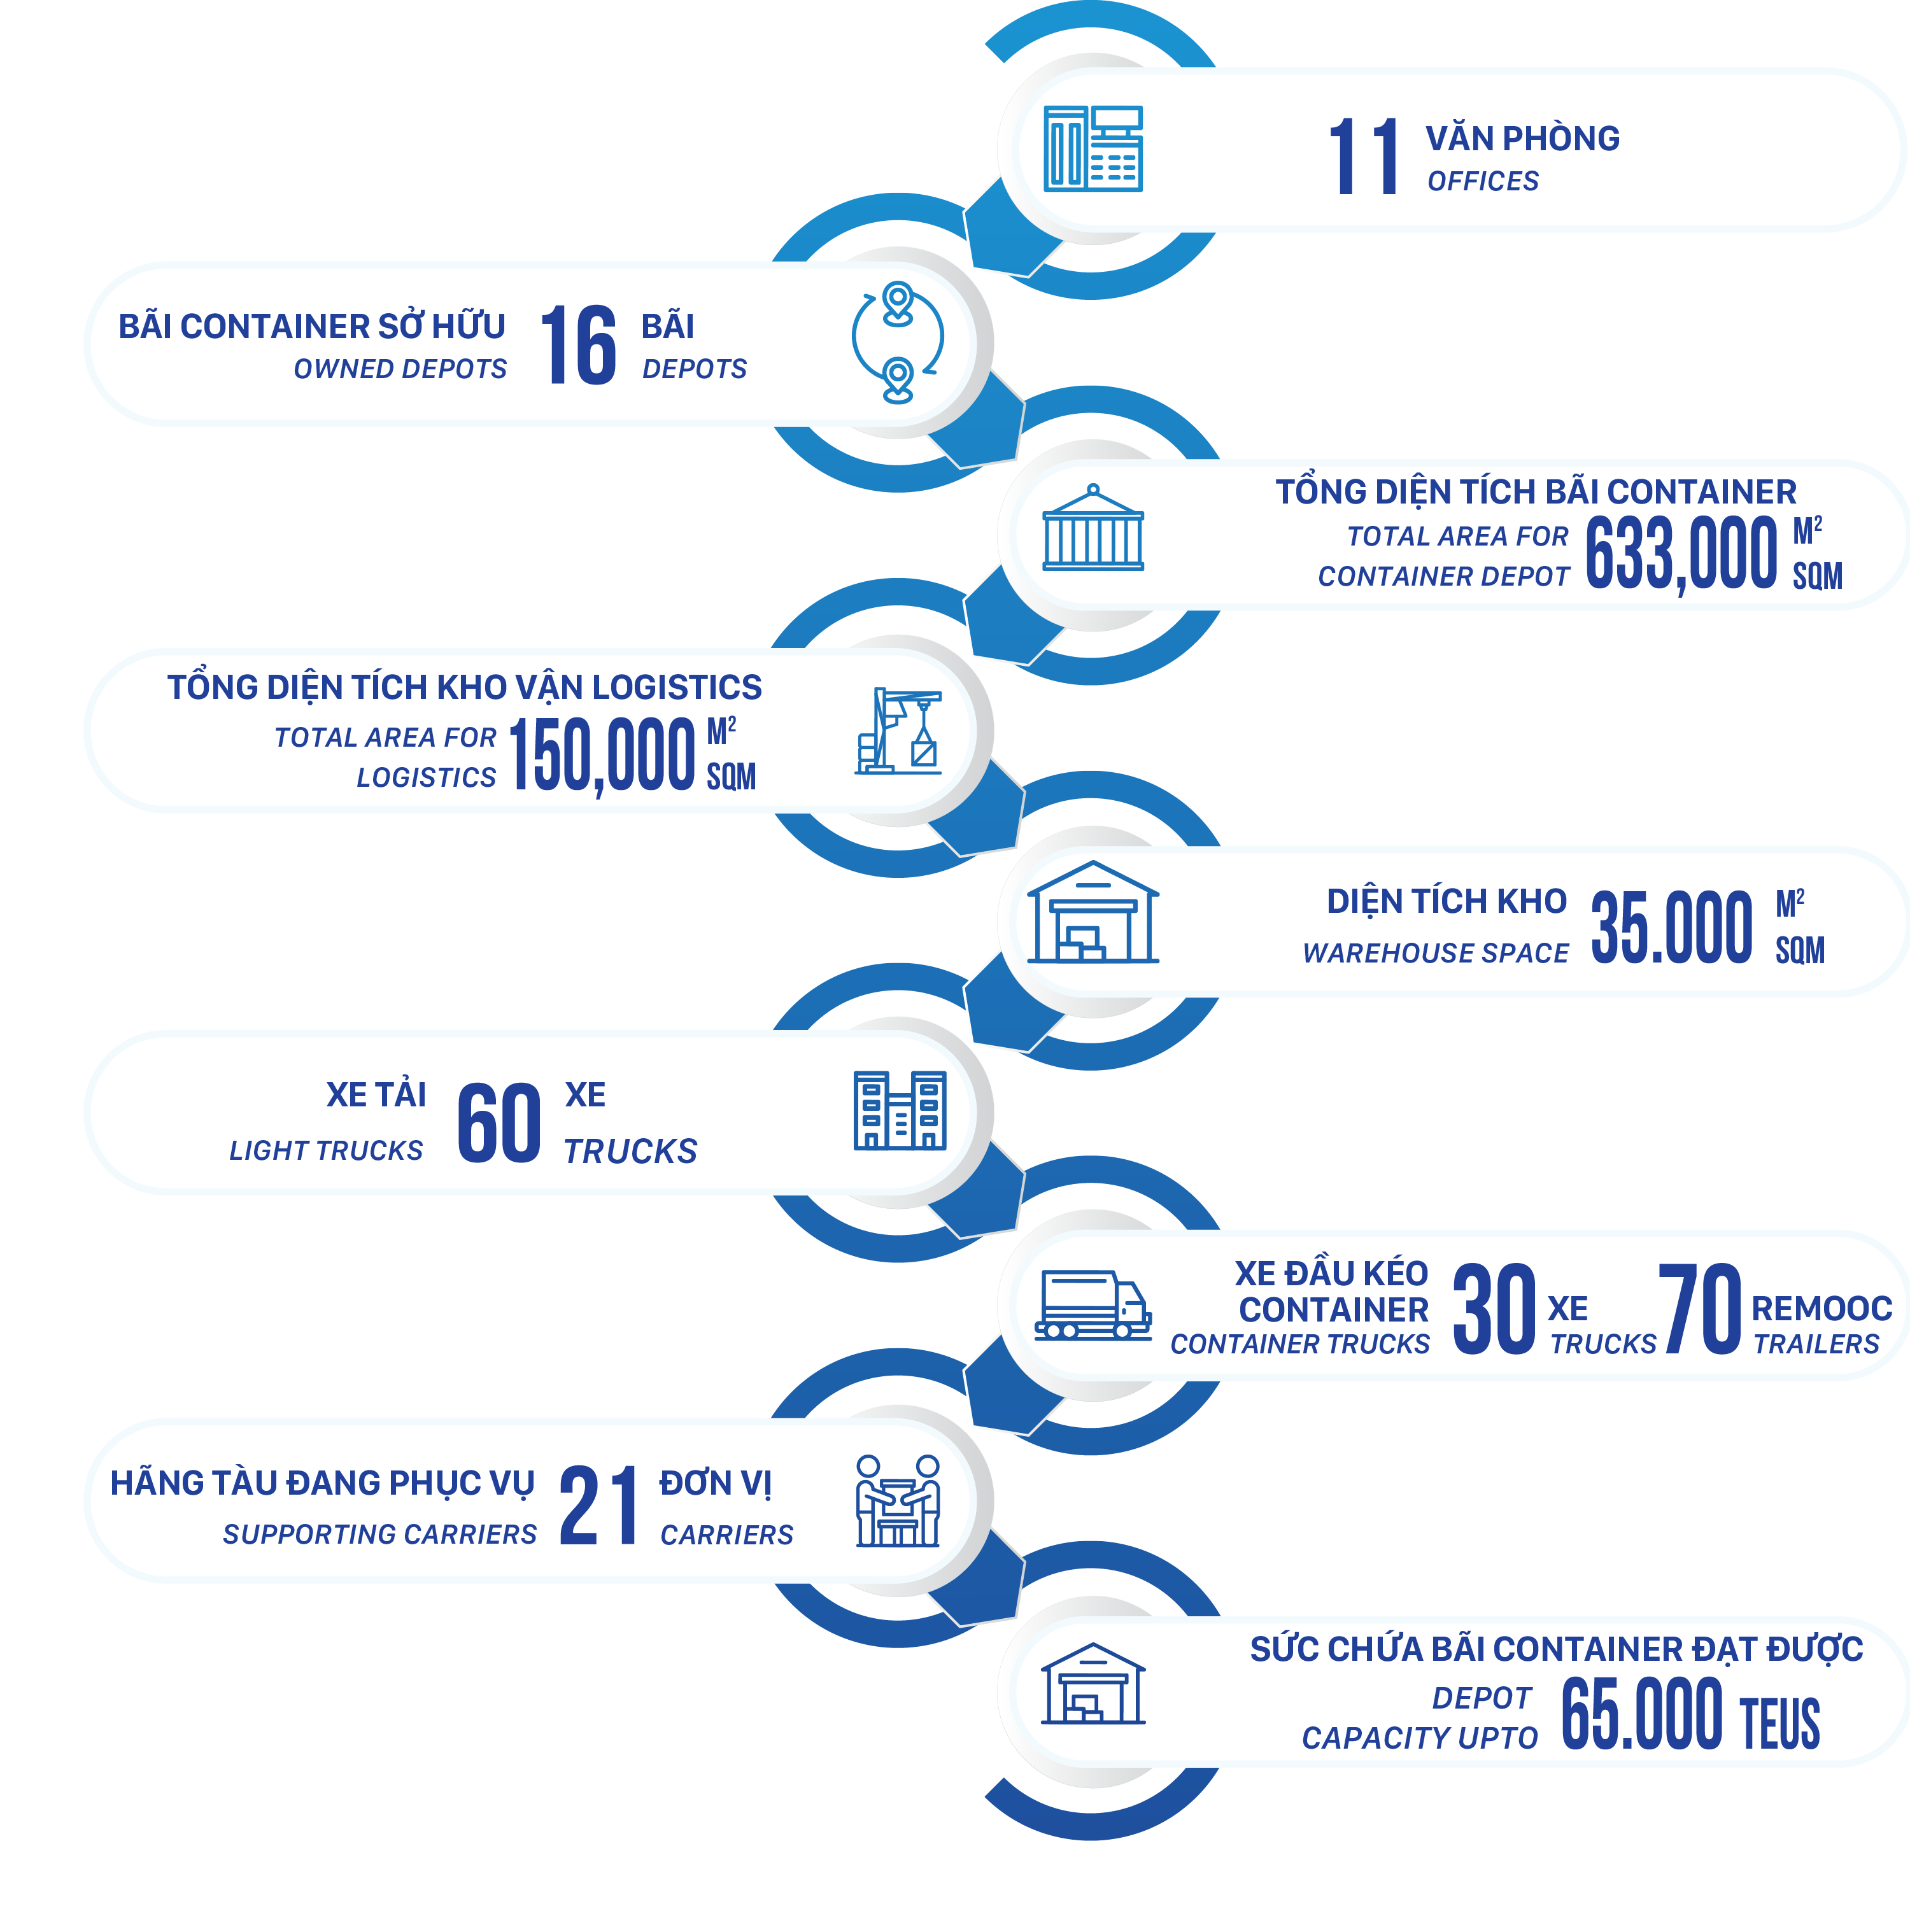 11 VĂN PHÒNG
OFFICES
BÃI CONTAINER SỞ HỮU 16 BÃI
OWNED DEPOTS DEPOTS
TỔNG DIỆN TÍCH BÃI CONTAINER
TOTAL AREA FOR 633,000 M²
CONTAINER DEPOT SQM
TỔNG DIỆN TÍCH KHO VẬN LOGISTICS
TOTAL AREA FOR 150,000 M²
LOGISTICS SQM
DIỆN TÍCH KHO 35.000 M²
WAREHOUSE SPACE SQM
XE TẢI 60 XE
LIGHT TRUCKS TRUCKS
XE ĐẦU KÉO
CONTAINER 30 XE 70 REMOOC
CONTAINER TRUCKS TRUCKS TRAILERS
HÃNG TÀU ĐANG PHỤC VỤ 21 ĐƠN VỊ
SUPPORTING CARRIERS CARRIERS
SỨC CHỨA BÃI CONTAINER ĐẠT ĐƯỢC
DEPOT
CAPACITY UPTO 65.000 TEUS